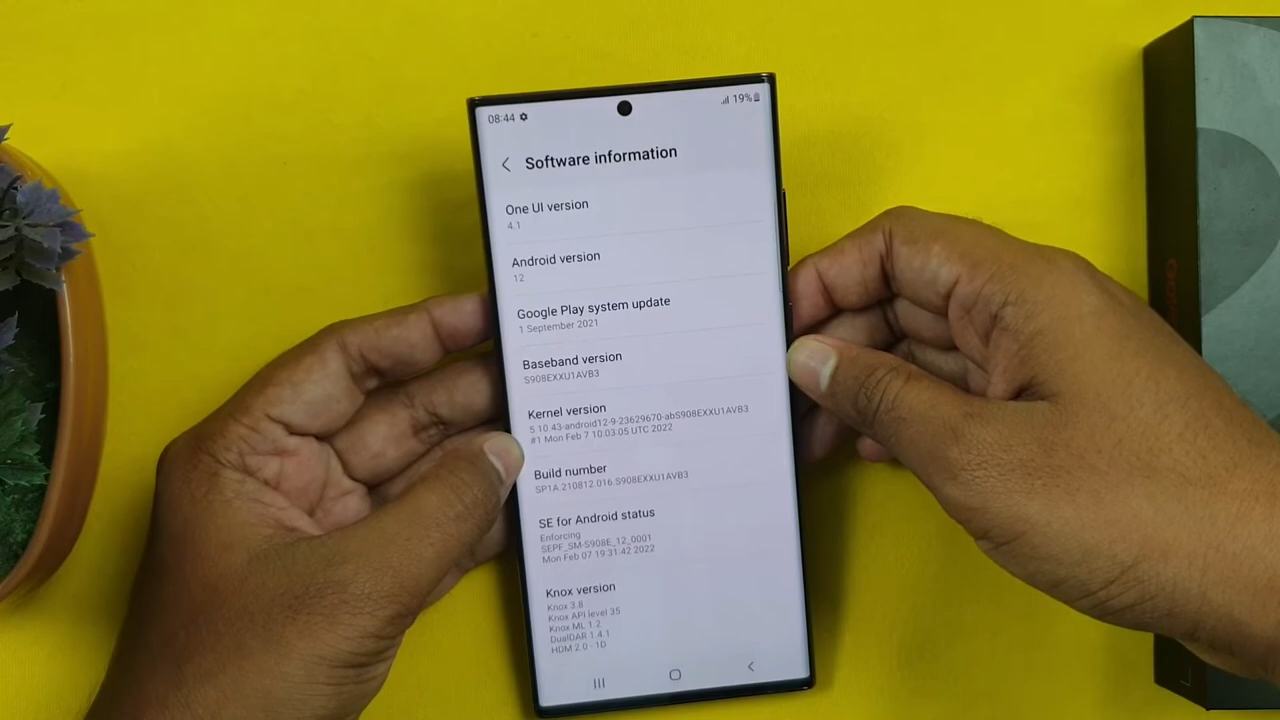 08:44
19%
Software information
One UI version
4.1
Android version
12
Google Play system update
1 September 2021
Baseband version
S908EXXU1AVB3
Kernel version
5.10.43-android12-9-23629670-abS908EXXU1AVB3
#1 Mon Feb 7 10:03:05 UTC 2022
Build number
SP1A.210812.016.S908EXXU1AVB3
SE for Android status
Enforcing
SEPF_SM-S908E_12_0001
Mon Feb 07 19:31:42 2022
Knox version
Knox 3.8
Knox API level 35
Knox ML 1.2
DualDAR 1.4.1
HDM 2.0 - 1D